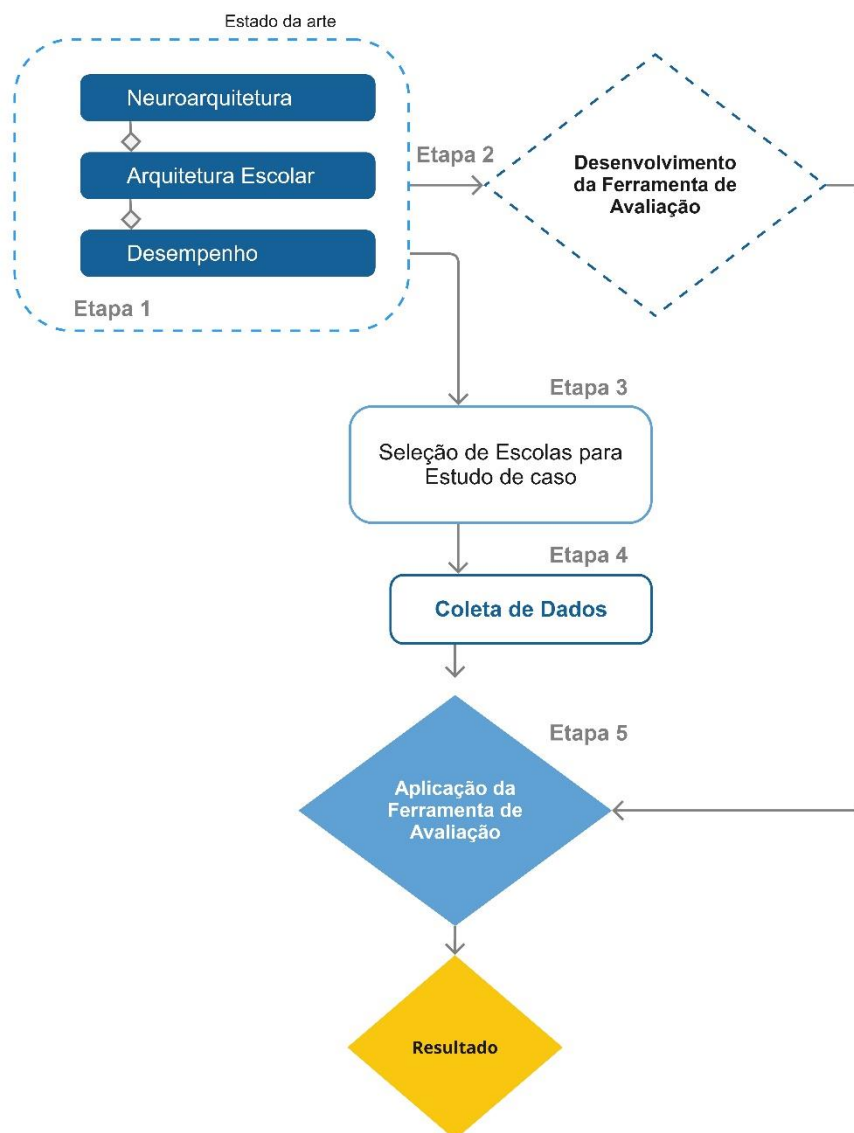 Estado da arte
Neuroarquitetura
Arquitetura Escolar
Desempenho
Etapa 1
Etapa 2
Desenvolvimento
da Ferramenta de
Avaliação
Etapa 3
Seleção de Escolas para
Estudo de caso
Etapa 4
Coleta de Dados
Etapa 5
Aplicação da
Ferramenta de
Avaliação
Resultado